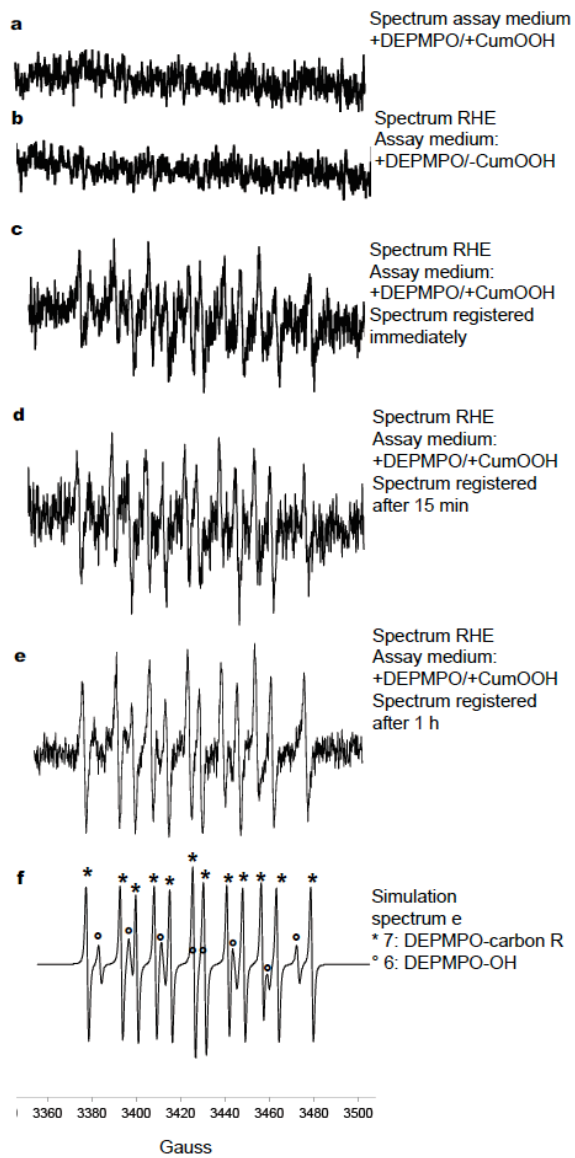 a
Spectrum assay medium
+DEPMPO/+CumOOH
b
Spectrum RHE
Assay medium:
+DEPMPO/-CumOOH
c
Spectrum RHE
Assay medium:
+DEPMPO/+CumOOH
Spectrum registered
immediately
d
Spectrum RHE
Assay medium:
+DEPMPO/+CumOOH
Spectrum registered
after 15 min
e
Spectrum RHE
Assay medium:
+DEPMPO/+CumOOH
Spectrum registered
after 1 h
f
* * * * * * * * * * * *
° ° ° ° ° ° ° °
Simulation
spectrum e
* 7: DEPMPO-carbon R
° 6: DEPMPO-OH
3360 3380 3400 3420 3440 3460 3480 3500
Gauss